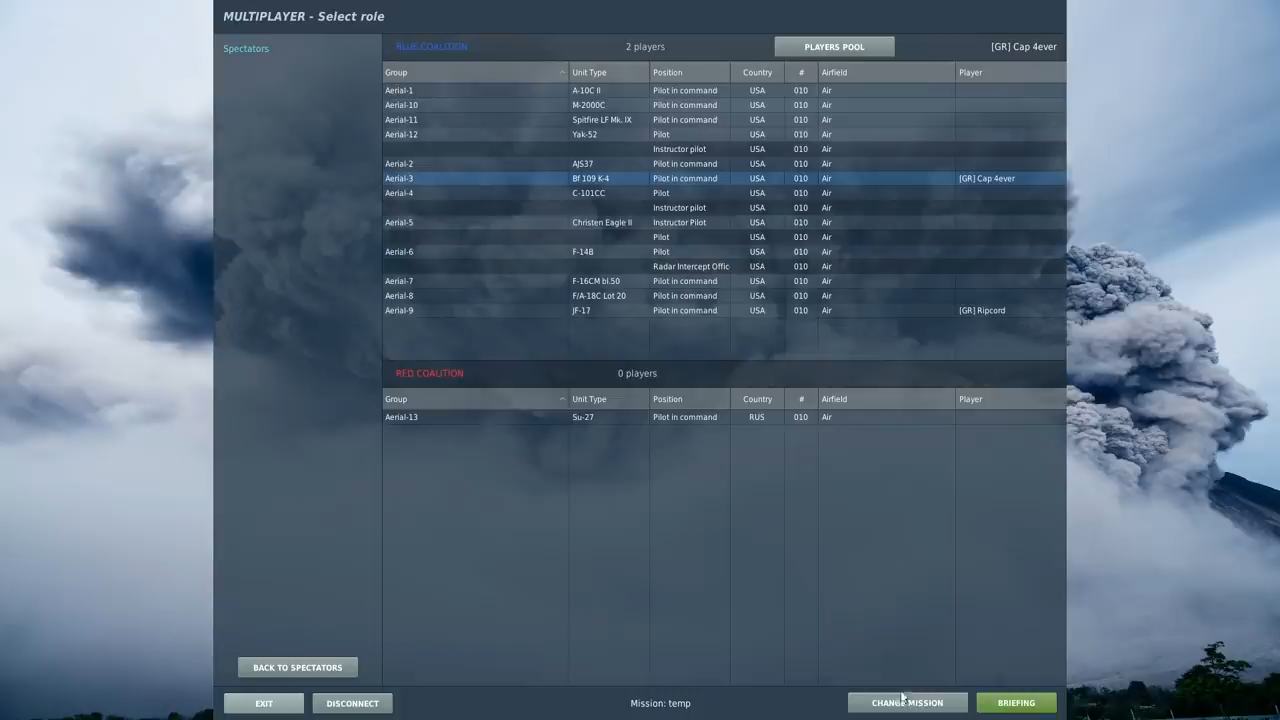 MULTIPLAYER - Select role
Spectators
BLUE COALITION 2 players PLAYERS POOL [GR] Cap 4ever
Group Unit Type Position Country # Airfield Player
Aerial-1 A-10C II Pilot in command USA 010 Air
Aerial-10 M-2000C Pilot in command USA 010 Air
Aerial-11 Spitfire LF Mk. IX Pilot in command USA 010 Air
Aerial-12 Yak-52 Pilot USA 010 Air
Instructor pilot USA 010 Air
Aerial-2 AJS37 Pilot in command USA 010 Air
Aerial-3 Bf 109 K-4 Pilot in command USA 010 Air [GR] Cap 4ever
Aerial-4 C-101CC Pilot USA 010 Air
Instructor pilot USA 010 Air
Aerial-5 Christen Eagle II Instructor Pilot USA 010 Air
Pilot USA 010 Air
Aerial-6 F-14B Pilot USA 010 Air
Radar Intercept Offic USA 010 Air
Aerial-7 F-16CM bl.50 Pilot in command USA 010 Air
Aerial-8 F/A-18C Lot 20 Pilot in command USA 010 Air
Aerial-9 JF-17 Pilot in command USA 010 Air [GR] Ripcord
RED COALITION 0 players
Group Unit Type Position Country # Airfield Player
Aerial-13 Su-27 Pilot in command RUS 010 Air
BACK TO SPECTATORS
EXIT DISCONNECT Mission: temp CHANGE MISSION BRIEFING